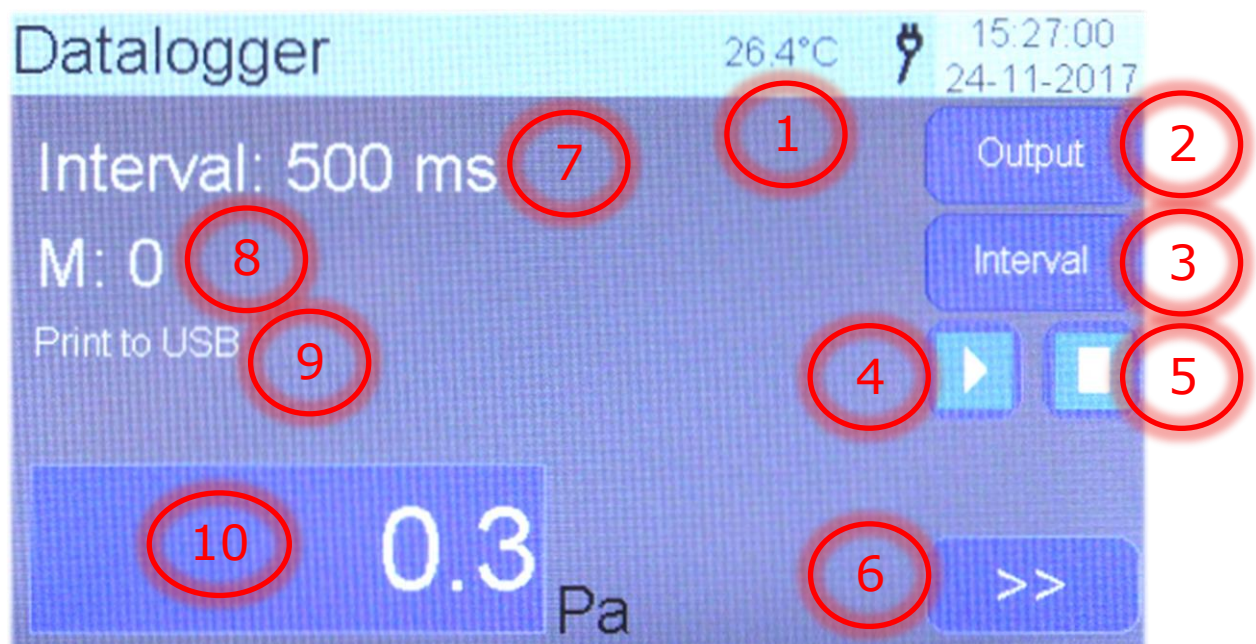 Datalogger 26.4°C 15:27:00
24-11-2017
1
Interval: 500 ms 7 Output 2
M: 0 8 Interval 3
Print to USB 9
4 5
10 0.3 Pa
6 >>